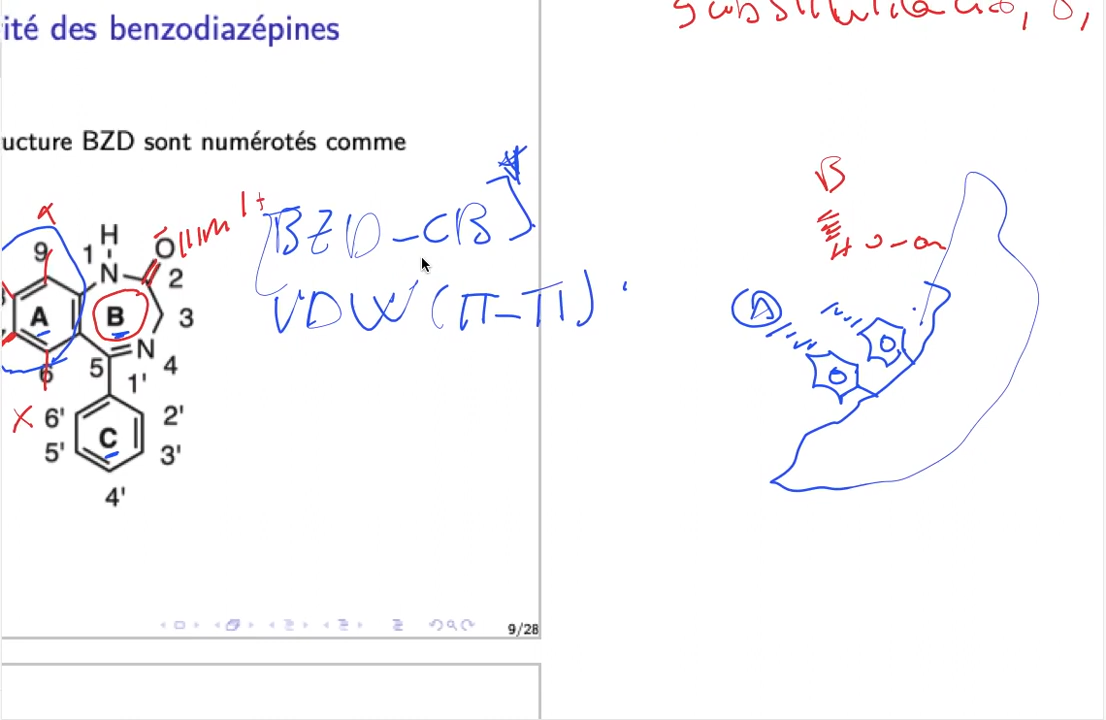 ité des benzodiazépines
ucture BZD sont numérotés comme
9
1
H
N
O
2
3
N
4
5
6
A
B
C
1'
2'
3'
4'
5'
6'
X
BZD-CB
VDW (π-π)
B
A
9/28